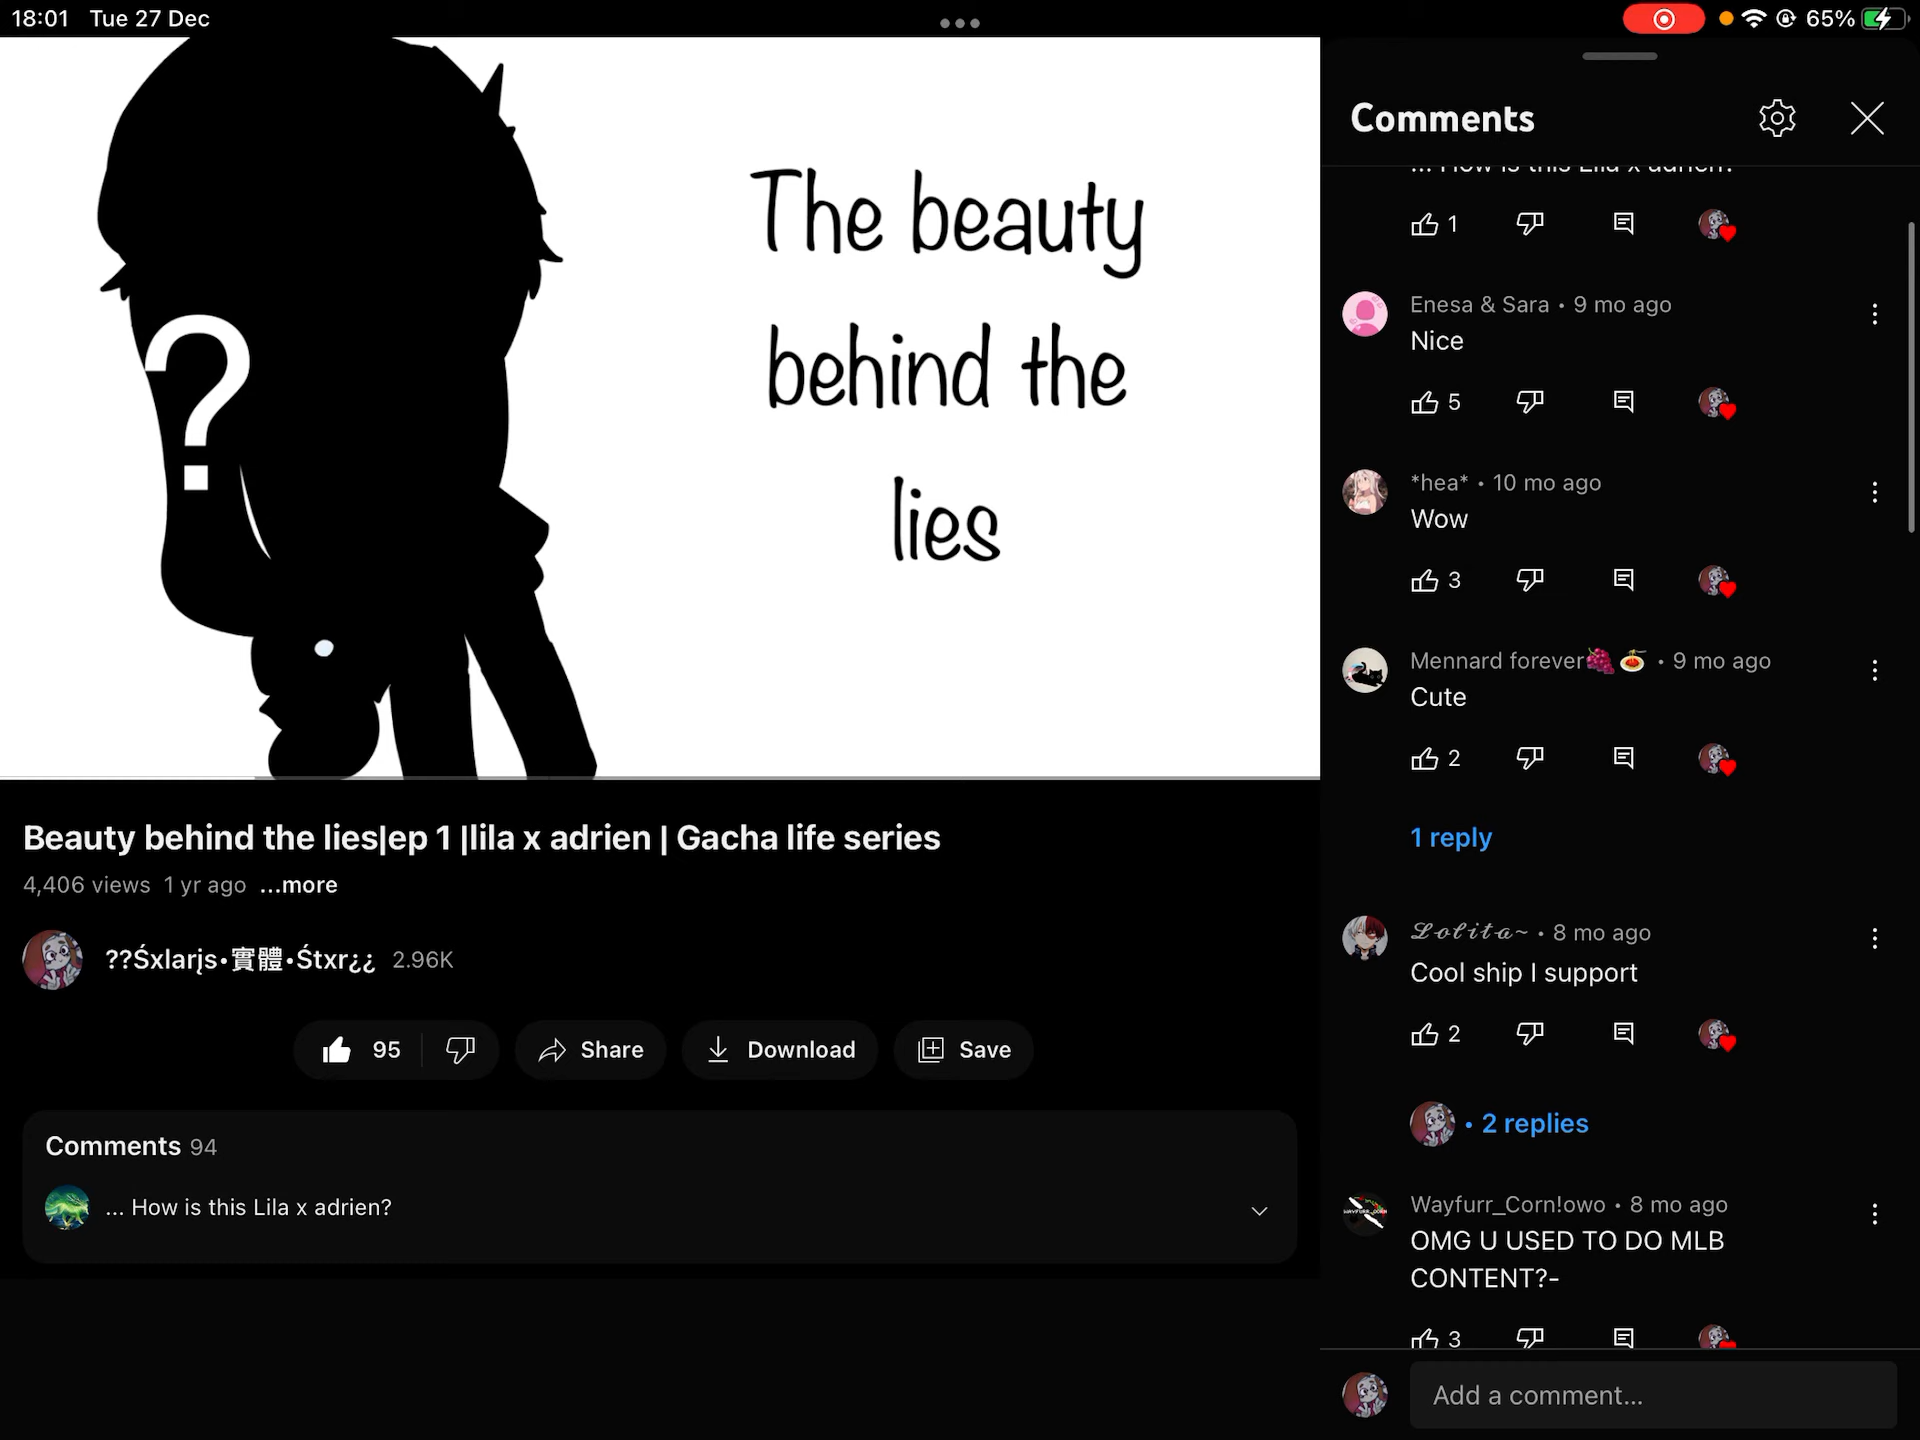 18:01 Tue 27 Dec
65%
The beauty
behind the
lies
?
Beauty behind the lies|ep 1 |lila x adrien | Gacha life series
4,406 views 1 yr ago ...more
??Śxlarjs•實體•Śtxr¿¿ 2.96K
95
Share
Download
Save
Comments 94
... How is this Lila x adrien?
Comments
... How is this Lila x adrien?
1
Enesa & Sara • 9 mo ago
Nice
5
*hea* • 10 mo ago
Wow
3
Mennard forever🍇🍝 • 9 mo ago
Cute
2
1 reply
𝓛𝓸𝓵𝓲𝓽𝓪~ • 8 mo ago
Cool ship I support
2
• 2 replies
Wayfurr_Corn!owo • 8 mo ago
OMG U USED TO DO MLB
CONTENT?-
3
Add a comment...